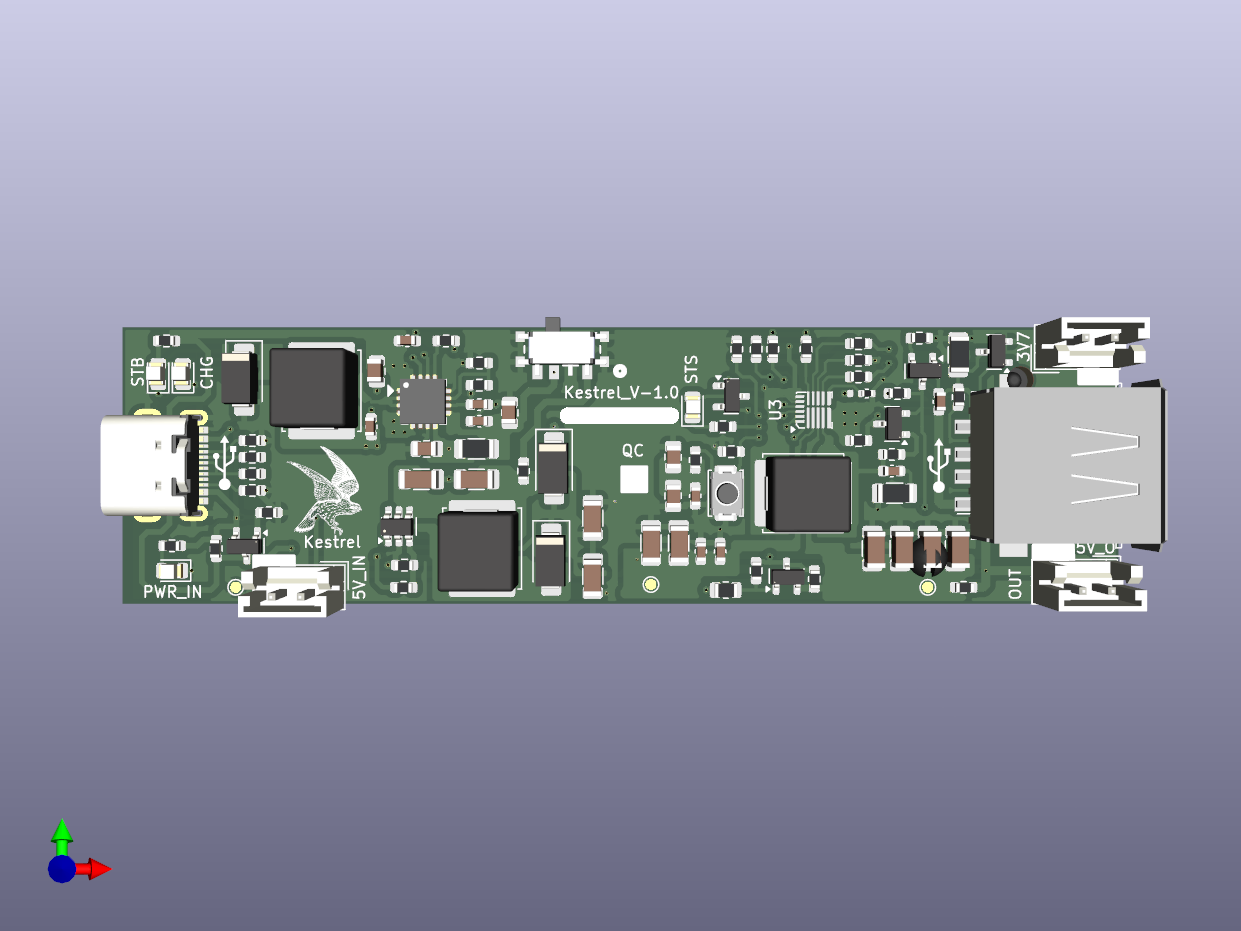 STB
CHG
STS
3V7
Kestrel_V-1.0
U3
QC
Kestrel
5V_IN
PWR_IN
5V_O
OUT